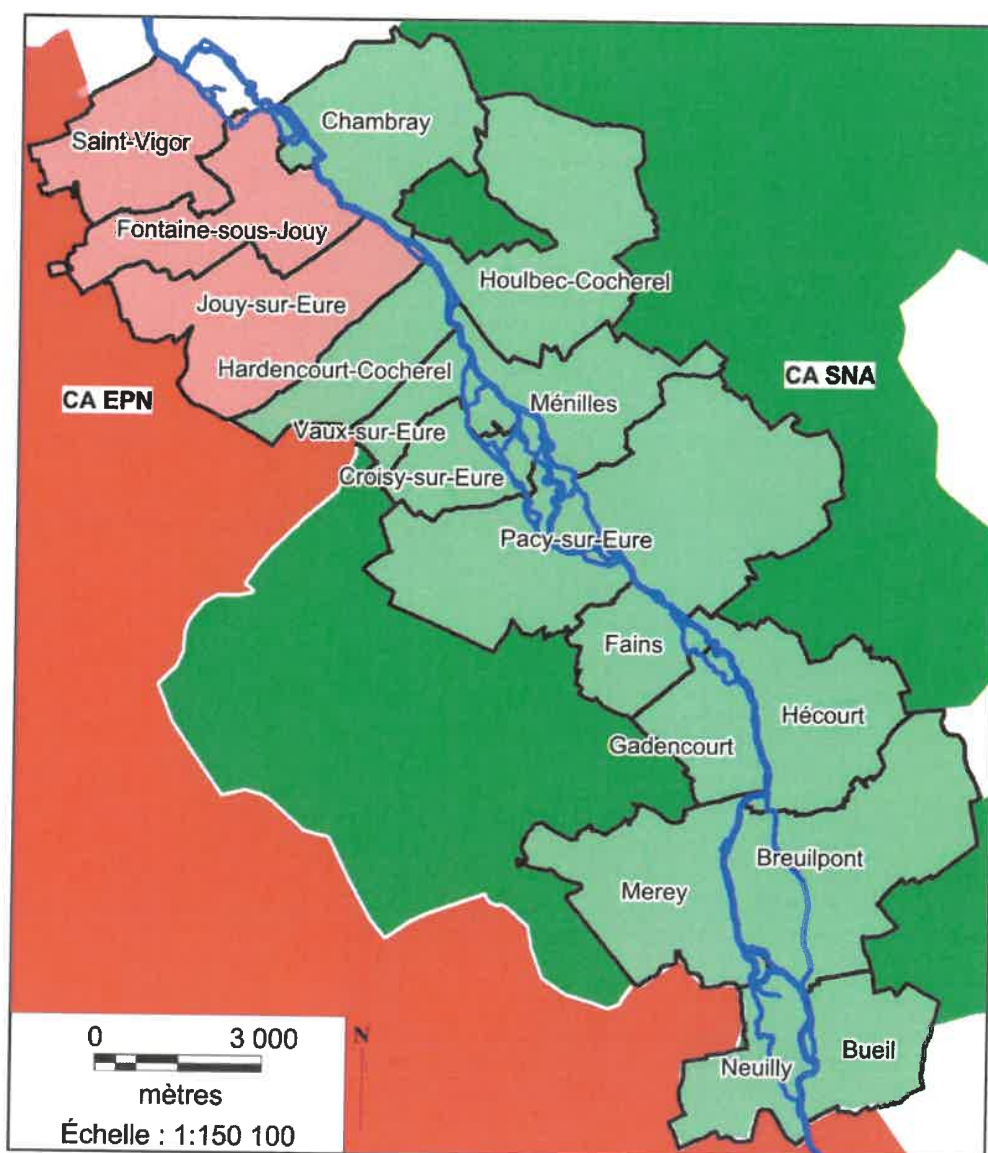 Chambray
Saint-Vigor
Fontaine-sous-Jouy
Houlbec-Cocherel
Jouy-sur-Eure
Hardencourt-Cocherel
CA SNA
CA EPN
Ménilles
Vaux-sur-Eure
Croisy-sur-Eure
Pacy-sur-Eure
Fains
Hécourt
Gadencourt
Breuilpont
Merey
0 3 000
mètres
Échelle : 1:150 100
N
Bueil
Neuilly